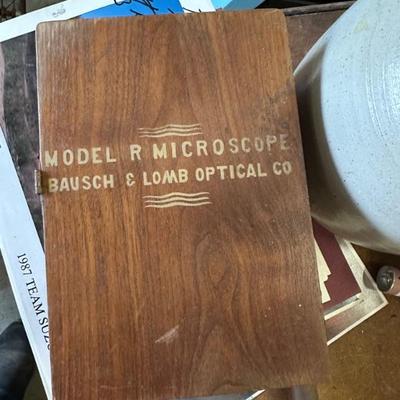 MODEL R MICROSCOPE
BAUSCH & LOMB OPTICAL CO
1987 TEAM